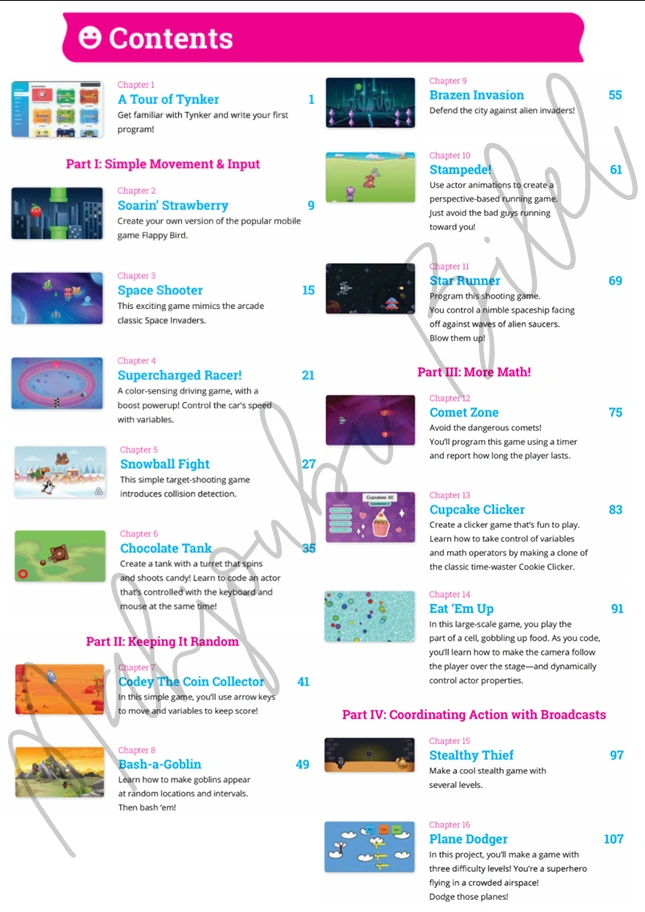 Contents
Chapter 1
A Tour of Tynker 1
Get familiar with Tynker and write your first
program!
Part I: Simple Movement & Input
Chapter 2
Soarin’ Strawberry 9
Create your own version of the popular mobile
game Flappy Bird.
Chapter 3
Space Shooter 15
This exciting game mimics the arcade
classic Space Invaders.
Chapter 4
Supercharged Racer! 21
A color-sensing driving game, with a
boost powerup! Control the car's speed
with variables.
Chapter 5
Snowball Fight 27
This simple target-shooting game
introduces collision detection.
Chapter 6
Chocolate Tank 35
Create a tank with a turret that spins
and shoots candy! Learn to code an actor
that’s controlled with the keyboard and
mouse at the same time!
Part II: Keeping It Random
Chapter 7
Codey The Coin Collector 41
In this simple game, you’ll use arrow keys
to move and variables to keep score!
Chapter 8
Bash-a-Goblin 49
Learn how to make goblins appear
at random locations and intervals.
Then bash ‘em!
Chapter 9
Brazen Invasion 55
Defend the city against alien invaders!
Chapter 10
Stampede! 61
Use actor animations to create a
perspective-based running game.
Just avoid the bad guys running
toward you!
Chapter 11
Star Runner 69
Program this shooting game.
You control a nimble spaceship facing
off against waves of alien saucers.
Blow them up!
Part III: More Math!
Chapter 12
Comet Zone 75
Avoid the dangerous comets!
You’ll program this game using a timer
and report how long the player lasts.
Chapter 13
Cupcake Clicker 83
Create a clicker game that’s fun to play.
Learn how to take control of variables
and math operators by making a clone of
the classic time-waster Cookie Clicker.
Chapter 14
Eat ‘Em Up 91
In this large-scale game, you play the
part of a cell, gobbling up food. As you code,
you’ll learn how to make the camera follow
the player over the stage—and dynamically
control actor properties.
Part IV: Coordinating Action with Broadcasts
Chapter 15
Stealthy Thief 97
Make a cool stealth game with
several levels.
Chapter 16
Plane Dodger 107
In this project, you’ll make a game with
three difficulty levels! You’re a superhero
flying in a crowded airspace!
Dodge those planes!